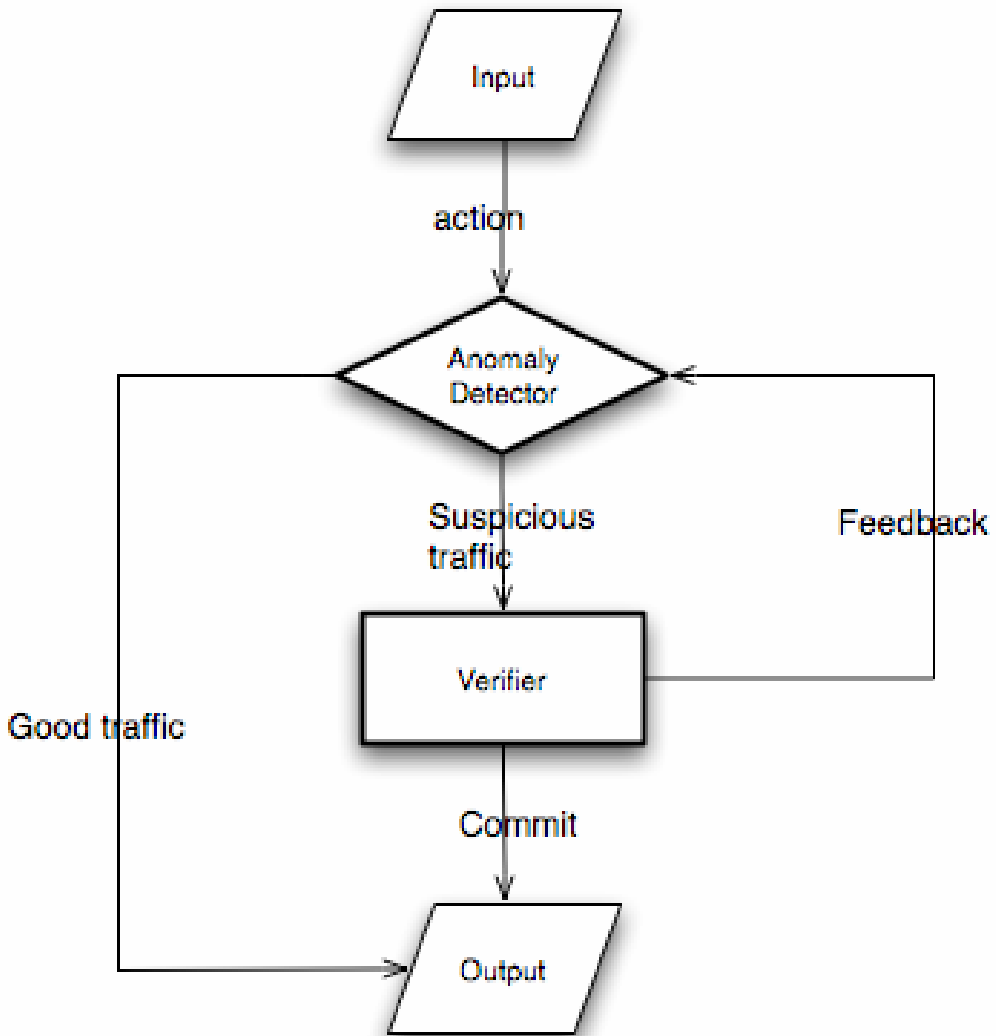 Input
action
Anomaly
Detector
Suspicious
traffic
Feedback
Verifier
Good traffic
Commit
Output